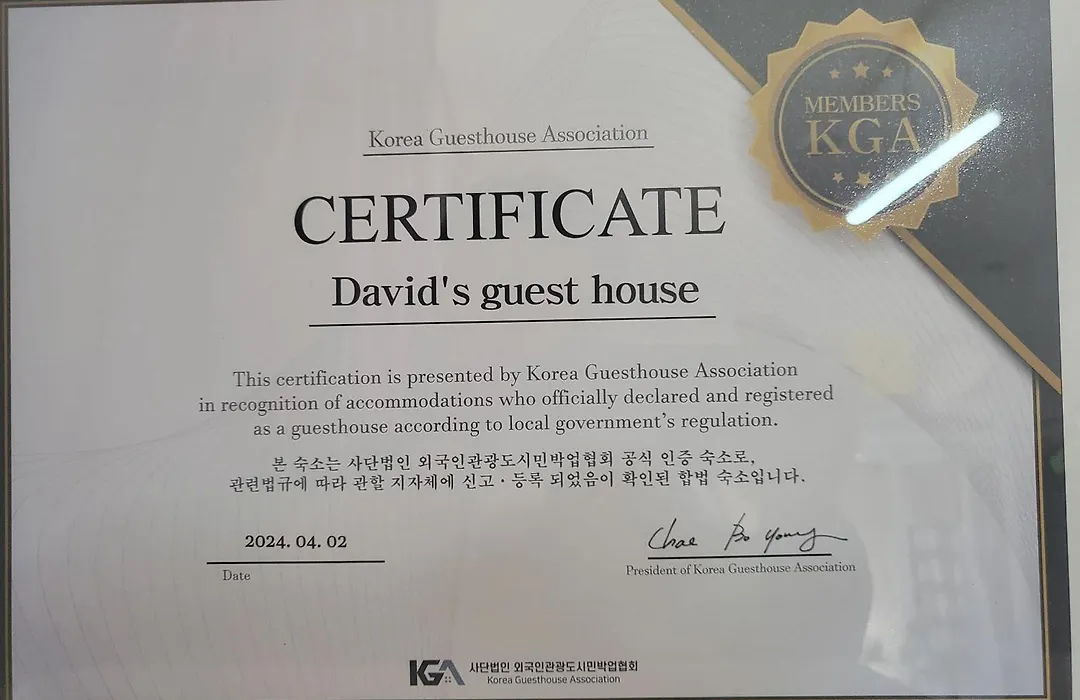 Korea Guesthouse Association
MEMBERS
KGA
CERTIFICATE
David's guest house
This certification is presented by Korea Guesthouse Association
in recognition of accommodations who officially declared and registered
as a guesthouse according to local government's regulation.
본 숙소는 사단법인 외국인관광도시민박업협회 공식 인증 숙소로,
관련법규에 따라 관할 지자체에 신고 · 등록 되었음이 확인된 합법 숙소입니다.
2024. 04. 02
Date
Chae Bo Young
President of Korea Guesthouse Association
KGA 사단법인 외국인관광도시민박업협회
Korea Guesthouse Association